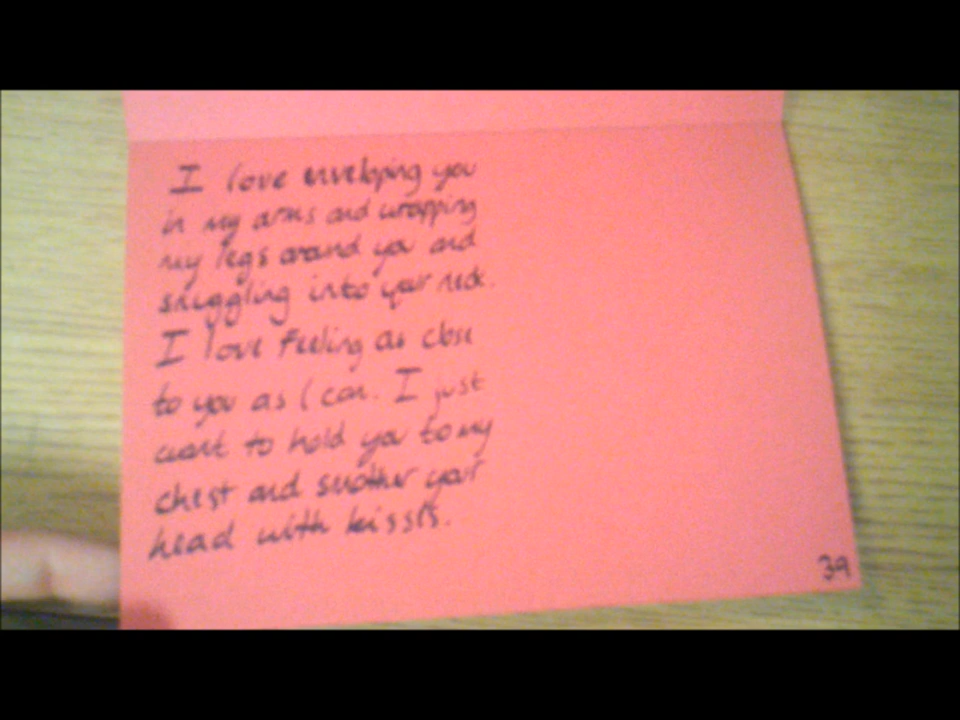 I love enveloping you
in my arms and wrapping
my legs around you and
snuggling into your neck.
I love Feeling as close
to you as I can. I just
want to hold you to my
chest and smother your
head with kisses.
39